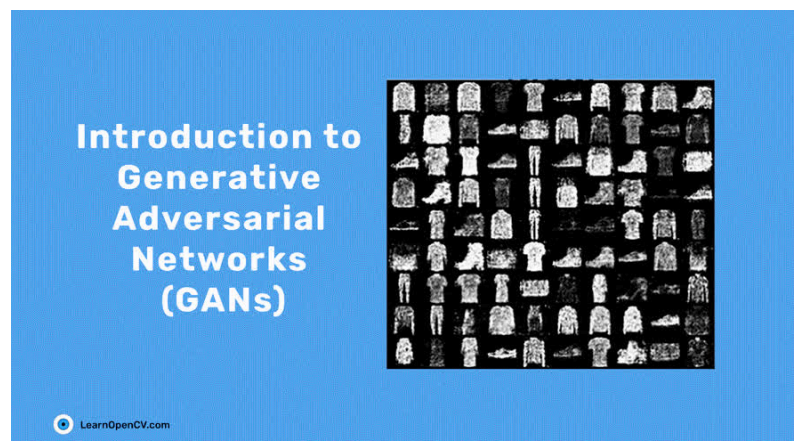 Introduction to
Generative
Adversarial
Networks
(GANs)
LearnOpenCV.com